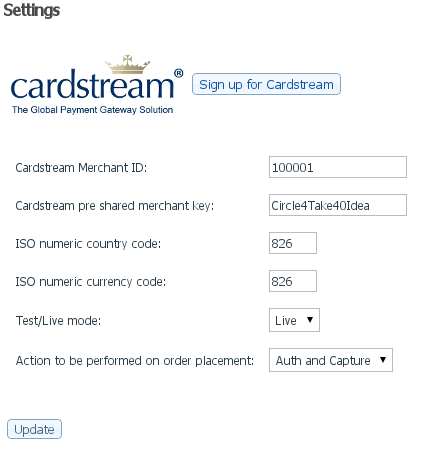 Settings
cardstream®
The Global Payment Gateway Solution
Sign up for Cardstream
Cardstream Merchant ID: 100001
Cardstream pre shared merchant key: Circle4Take40Idea
ISO numeric country code: 826
ISO numeric currency code: 826
Test/Live mode: Live
Action to be performed on order placement: Auth and Capture
Update